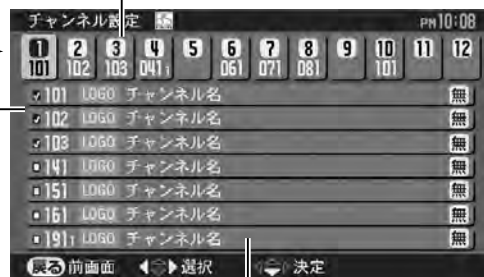 チャンネル設定 PM10:08
1 2 3 4 5 6 7 8 9 10 11 12
101 102 103 041₁ 061 071 081 101
101 LOGO チャンネル名 無
102 LOGO チャンネル名 無
103 LOGO チャンネル名 無
141 LOGO チャンネル名 無
151 LOGO チャンネル名 無
161 LOGO チャンネル名 無
191₁ LOGO チャンネル名 無
戻る 前画面 選択 決定